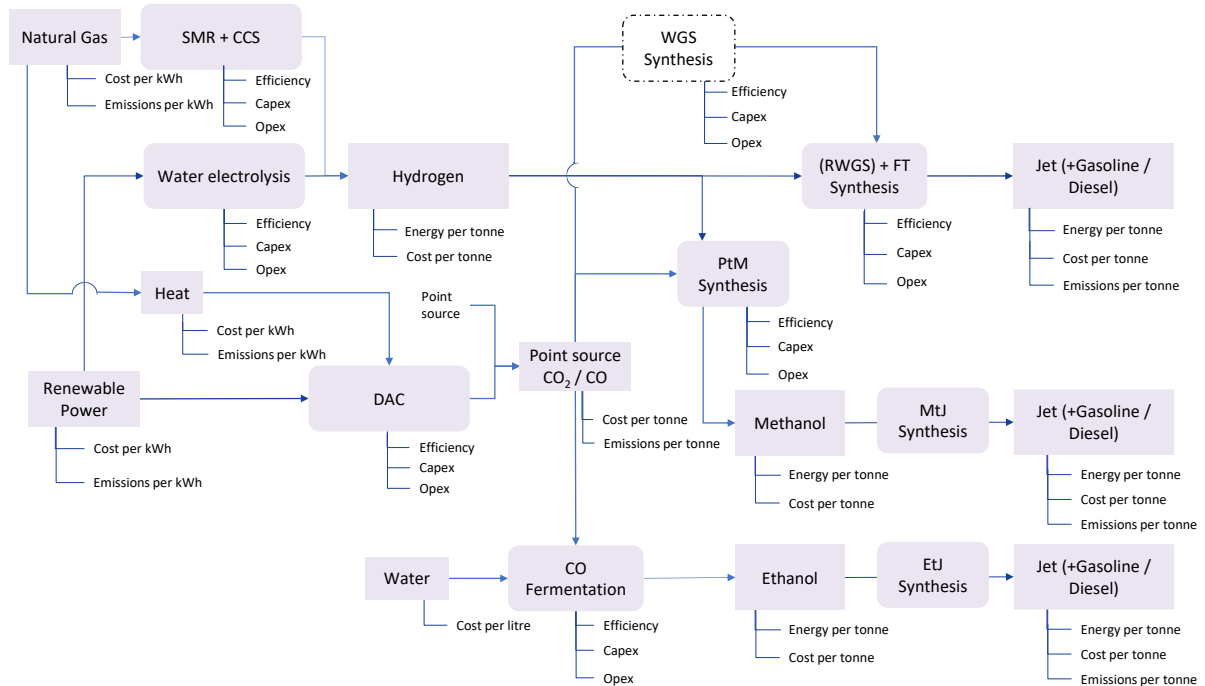 Natural Gas
Cost per kWh
Emissions per kWh
SMR + CCS
Efficiency
Capex
Opex
WGS
Synthesis
Efficiency
Capex
Opex
Water electrolysis
Efficiency
Capex
Opex
Hydrogen
Energy per tonne
Cost per tonne
(RWGS) + FT
Synthesis
Efficiency
Capex
Opex
Jet (+Gasoline /
Diesel)
Energy per tonne
Cost per tonne
Emissions per tonne
PtM
Synthesis
Efficiency
Capex
Opex
Heat
Cost per kWh
Emissions per kWh
Point
source
Renewable
Power
Cost per kWh
Emissions per kWh
DAC
Efficiency
Capex
Opex
Point source
CO₂ / CO
Cost per tonne
Emissions per tonne
Methanol
Energy per tonne
Cost per tonne
MtJ
Synthesis
Jet (+Gasoline /
Diesel)
Energy per tonne
Cost per tonne
Emissions per tonne
Water
Cost per litre
CO
Fermentation
Efficiency
Capex
Opex
Ethanol
Energy per tonne
Cost per tonne
EtJ
Synthesis
Jet (+Gasoline /
Diesel)
Energy per tonne
Cost per tonne
Emissions per tonne